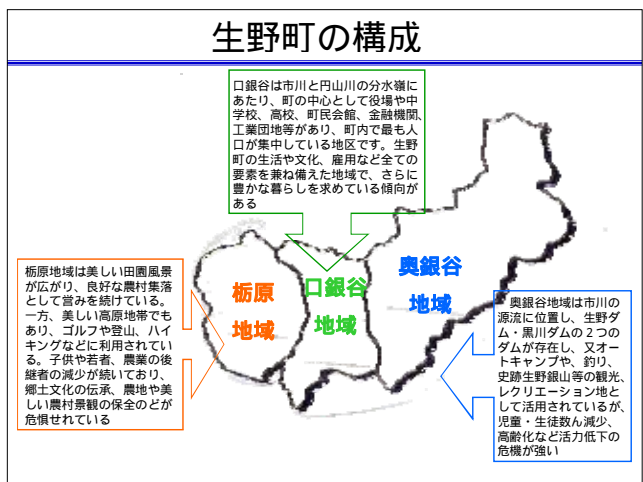 生野町の構成
口銀谷は市川と円山川の分水嶺に
あたり、町の中心として役場や中
学校、高校、町民会館、金融機関、
工業団地等があり、町内で最も人
口が集中している地区です。生野
町の生活や文化、雇用など全ての
要素を兼ね備えた地域で、さらに
豊かな暮らしを求めている傾向が
ある
栃原地域は美しい田園風景
が広がり、良好な農村集落
として営みを続けている。
一方、美しい高原地帯でも
あり、ゴルフや登山、ハイ
キングなどに利用されてい
る。子供や若者、農業の後
継者の減少が続いており、
郷土文化の伝承、農地や美
しい農村景観の保全のどが
危惧せれている
栃原
地域
口銀谷
地域
奥銀谷
地域
奥銀谷地域は市川の
源流に位置し、生野ダ
ム・黒川ダムの２つの
ダムが存在し、又オー
トキャンプや、釣り、
史跡生野銀山等の観光、
レクリエーション地と
して活用されているが、
児童・生徒数ん減少、
高齢化など活力低下の
危機が強い